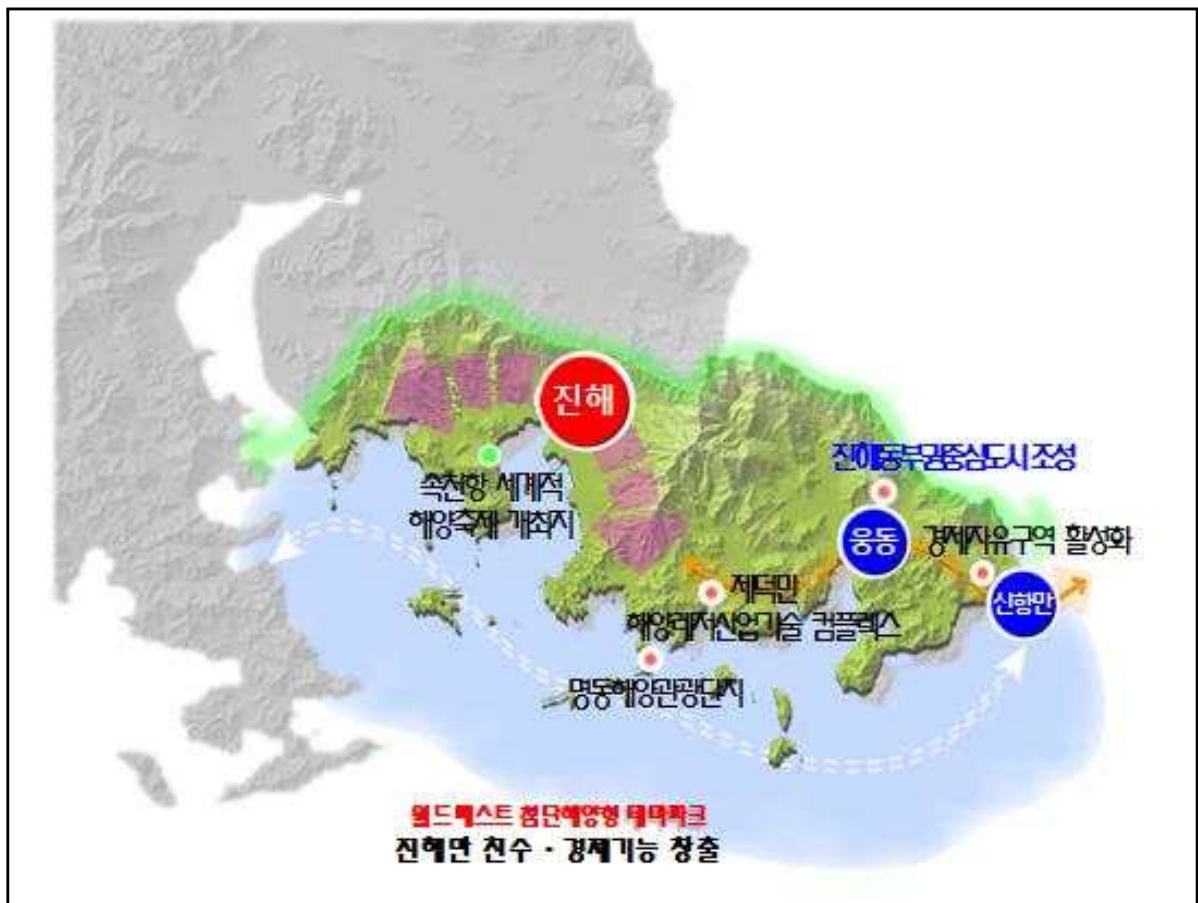 진해
진해동부권중심도시 조성
속천항 세계적
해양축제 개최지
웅동
경제자유구역 활성화
제덕만
신항만
해양레저산업기술 컴플렉스
명동해양관광단지
월드베스트 첨단해양형 테마파크
진해만 친수 · 경제기능 창출